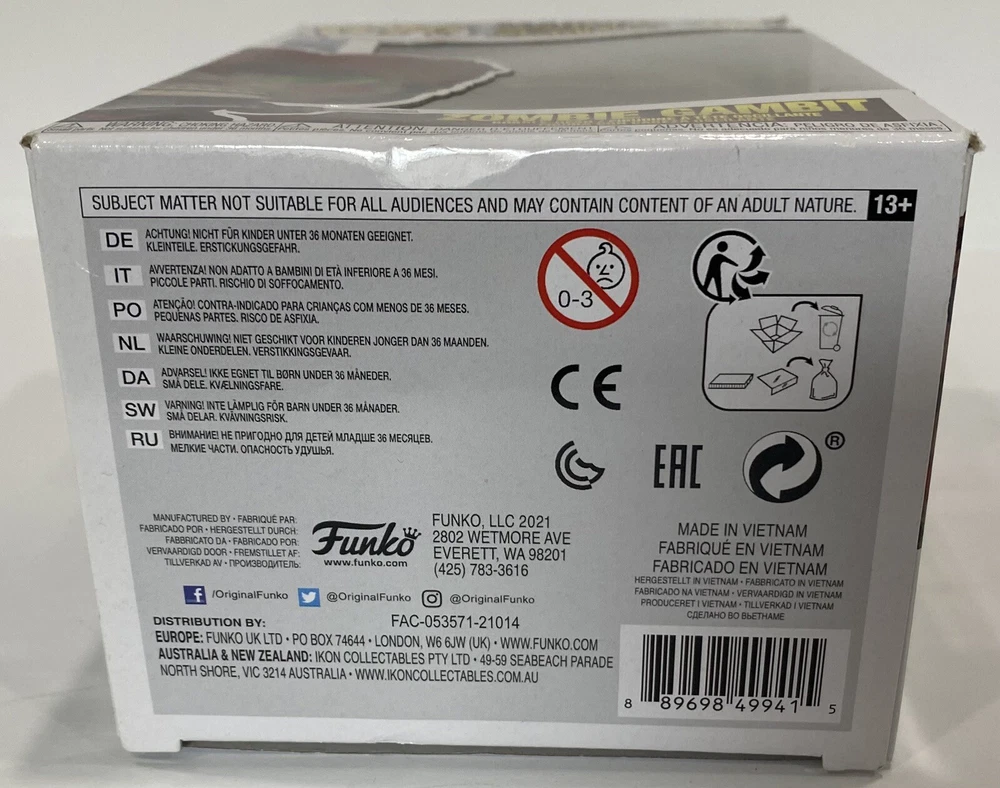 ZOMBIE GAMBIT
WARNING: CHOKING HAZARD
ATTENTION DANGER D'ÉTOUFFEMENT
ADVERTENCIA: PELIGRO DE ASFIXIA
SUBJECT MATTER NOT SUITABLE FOR ALL AUDIENCES AND MAY CONTAIN CONTENT OF AN ADULT NATURE. 13+
DE ACHTUNG! NICHT FÜR KINDER UNTER 36 MONATEN GEEIGNET.
KLEINTEILE. ERSTICKUNGSGEFAHR.
IT AVVERTENZA! NON ADATTO A BAMBINI DI ETÀ INFERIORE A 36 MESI.
PICCOLE PARTI. RISCHIO DI SOFFOCAMENTO.
PO ATENÇÃO! CONTRA-INDICADO PARA CRIANÇAS COM MENOS DE 36 MESES.
PEQUENAS PARTES. RISCO DE ASFIXIA.
NL WAARSCHUWING! NIET GESCHIKT VOOR KINDEREN JONGER DAN 36 MAANDEN.
KLEINE ONDERDELEN. VERSTIKKINGSGEVAAR.
DA ADVARSEL! IKKE EGNET TIL BØRN UNDER 36 MÅNEDER.
SMÅ DELE. KVÆLNINGSFARE.
SW VARNING! INTE LÄMPLIG FÖR BARN UNDER 36 MÅNADER.
SMÅ DELAR. KVÄVNINGSRISK.
RU ВНИМАНИЕ! НЕ ПРИГОДНО ДЛЯ ДЕТЕЙ МЛАДШЕ 36 МЕСЯЦЕВ.
МЕЛКИЕ ЧАСТИ. ОПАСНОСТЬ УДУШЬЯ.
0-3
CE
EAC
®
MANUFACTURED BY • FABRIQUÉ PAR:
FABRICADO POR • HERGESTELLT DURCH:
FABBRICATO DA • FABRICADO POR:
VERVAARDIGD DOOR • FREMSTILLET AF:
TILLVERKAD AV • ПРОИЗВОДИТЕЛЬ:
Funko
www.funko.com
FUNKO, LLC 2021
2802 WETMORE AVE
EVERETT, WA 98201
(425) 783-3616
/OriginalFunko @OriginalFunko @OriginalFunko
FAC-053571-21014
DISTRIBUTION BY:
EUROPE: FUNKO UK LTD • PO BOX 74644 • LONDON, W6 6JW (UK) • WWW.FUNKO.COM
AUSTRALIA & NEW ZEALAND: IKON COLLECTABLES PTY LTD • 49-59 SEABEACH PARADE
NORTH SHORE, VIC 3214 AUSTRALIA • WWW.IKONCOLLECTABLES.COM.AU
MADE IN VIETNAM
FABRIQUÉ EN VIETNAM
FABRICADO EN VIETNAM
HERGESTELLT IN VIETNAM • FABBRICATO IN VIETNAM
FABRICADO NA VIETNAM • VERVAARDIGD IN VIETNAM
PRODUCERET I VIETNAM • TILLVERKAD I VIETNAM
СДЕЛАНО ВО ВЬЕТНАМЕ
8 89698 49941 5